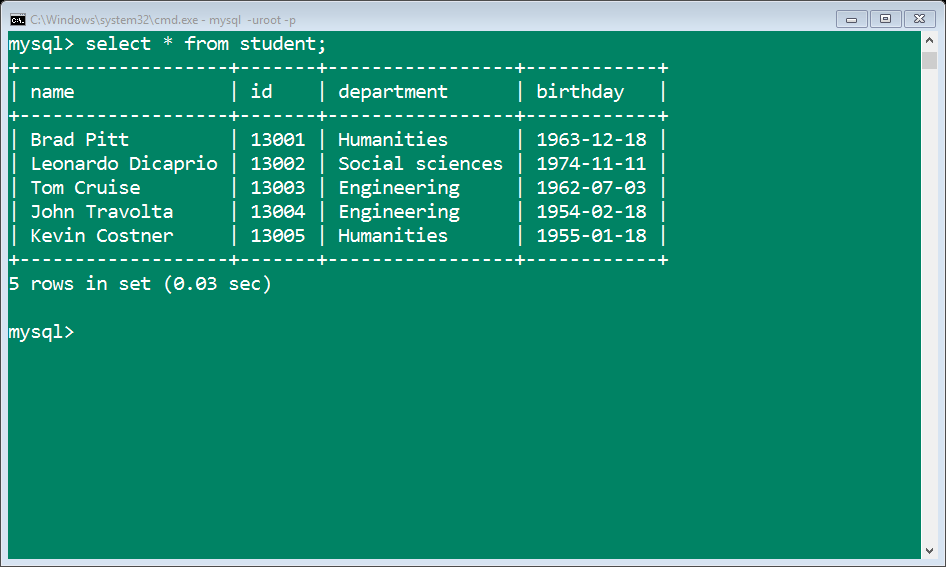 C:\Windows\system32\cmd.exe - mysql  -uroot -p
mysql> select * from student;
+-------------------+-------+-----------------+------------+
| name              | id    | department      | birthday   |
+-------------------+-------+-----------------+------------+
| Brad Pitt         | 13001 | Humanities      | 1963-12-18 |
| Leonardo Dicaprio | 13002 | Social sciences | 1974-11-11 |
| Tom Cruise        | 13003 | Engineering     | 1962-07-03 |
| John Travolta     | 13004 | Engineering     | 1954-02-18 |
| Kevin Costner     | 13005 | Humanities      | 1955-01-18 |
+-------------------+-------+-----------------+------------+
5 rows in set (0.03 sec)
mysql>